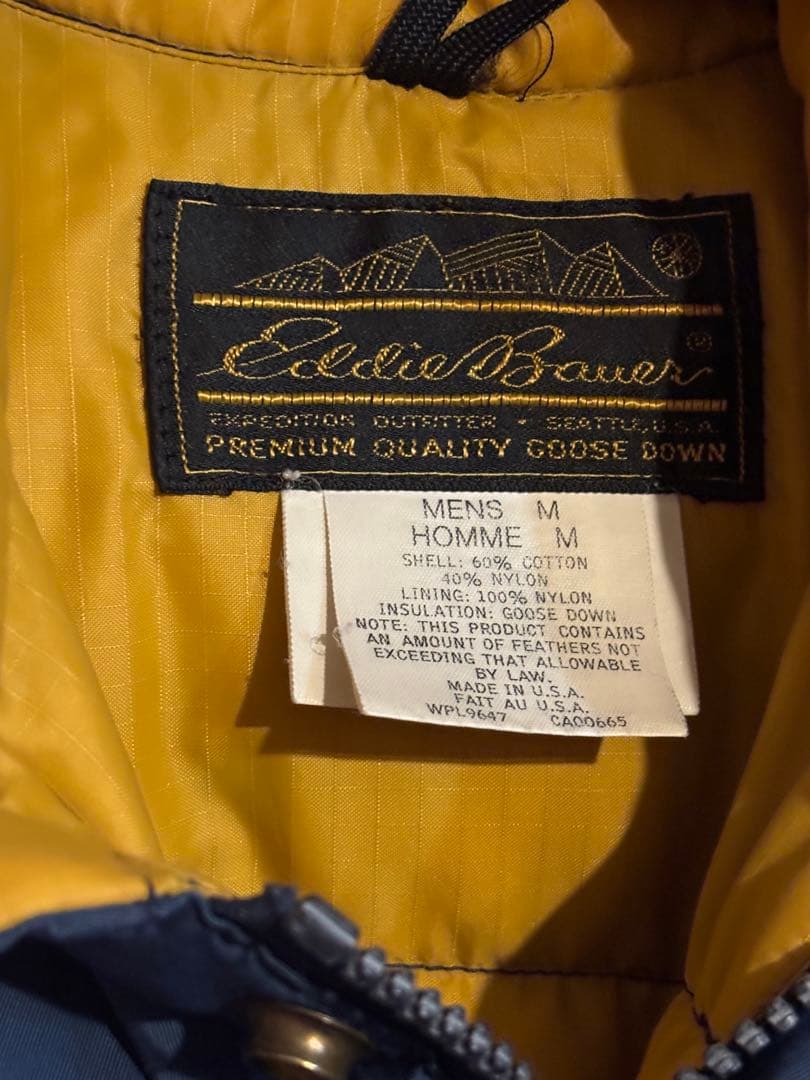 Eddie Bauer ®
EXPEDITION OUTFITTER • SEATTLE, U.S.A.
PREMIUM QUALITY GOOSE DOWN
MENS M
HOMME M
SHELL: 60% COTTON
40% NYLON
LINING: 100% NYLON
INSULATION: GOOSE DOWN
NOTE: THIS PRODUCT CONTAINS
AN AMOUNT OF FEATHERS NOT
EXCEEDING THAT ALLOWABLE
BY LAW.
MADE IN U.S.A.
FAIT AU U.S.A.
WPL9647 CA00665